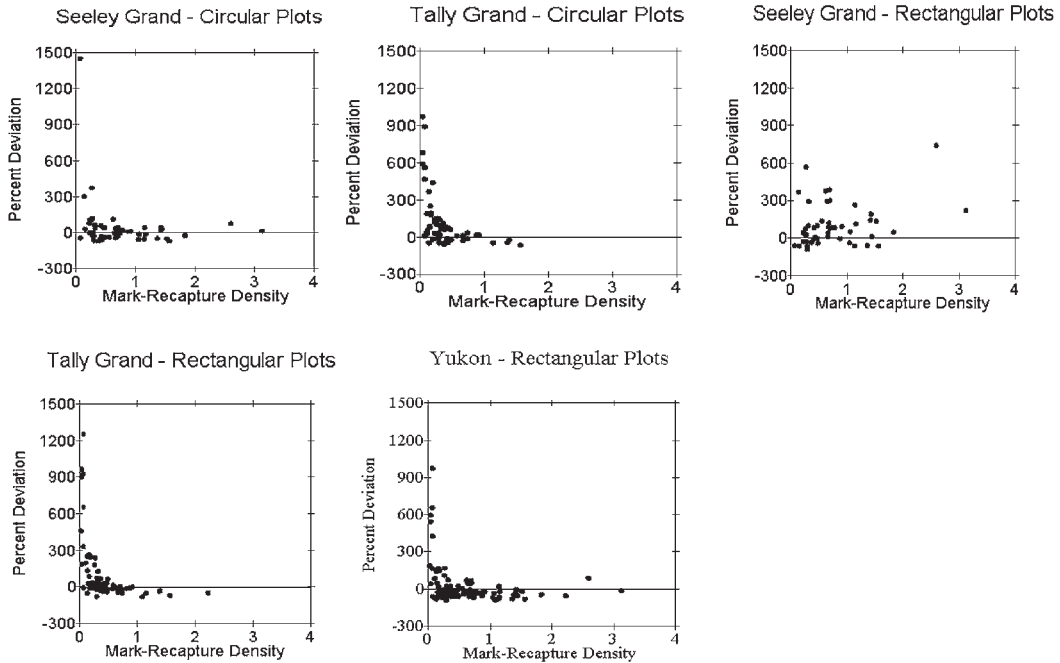 Seeley Grand - Circular Plots
1500
1200
900
600
300
0
-300
Percent Deviation
0 1 2 3 4
Mark-Recapture Density
Tally Grand - Circular Plots
1500
1200
900
600
300
0
-300
Percent Deviation
0 1 2 3 4
Mark-Recapture Density
Seeley Grand - Rectangular Plots
1500
1200
900
600
300
0
-300
Percent Deviation
0 1 2 3 4
Mark-Recapture Density
Tally Grand - Rectangular Plots
1500
1200
900
600
300
0
-300
Percent Deviation
0 1 2 3 4
Mark-Recapture Density
Yukon - Rectangular Plots
1500
1200
900
600
300
0
-300
Percent Deviation
0 1 2 3 4
Mark-Recapture Density